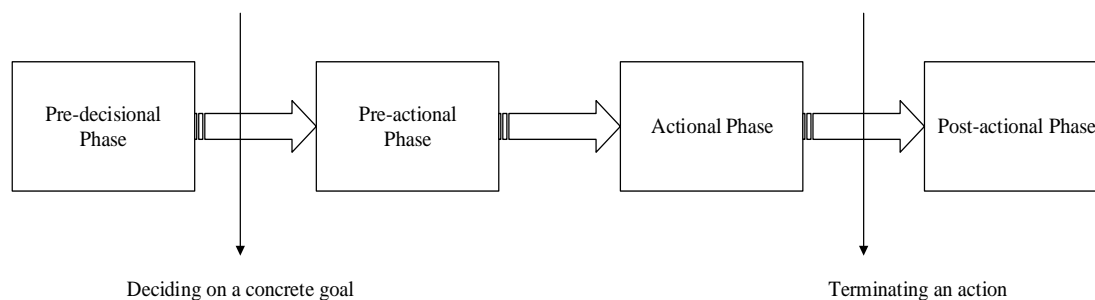 Pre-decisional
Phase
Pre-actional
Phase
Actional Phase
Post-actional Phase
Deciding on a concrete goal
Terminating an action